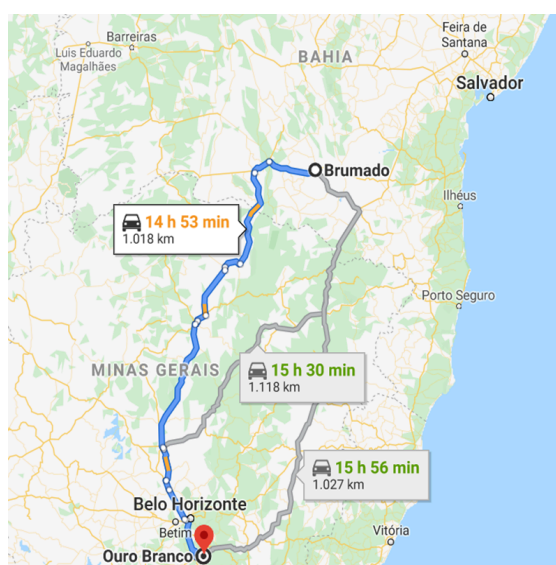 Feira de
Santana
Barreiras
BAHIA
Luis Eduardo
Magalhães
Salvador
Brumado
Ilhéus
14 h 53 min
1.018 km
Porto Seguro
MINAS GERAIS
15 h 30 min
1.118 km
15 h 56 min
1.027 km
Belo Horizonte
Betim
Vitória
Ouro Branco